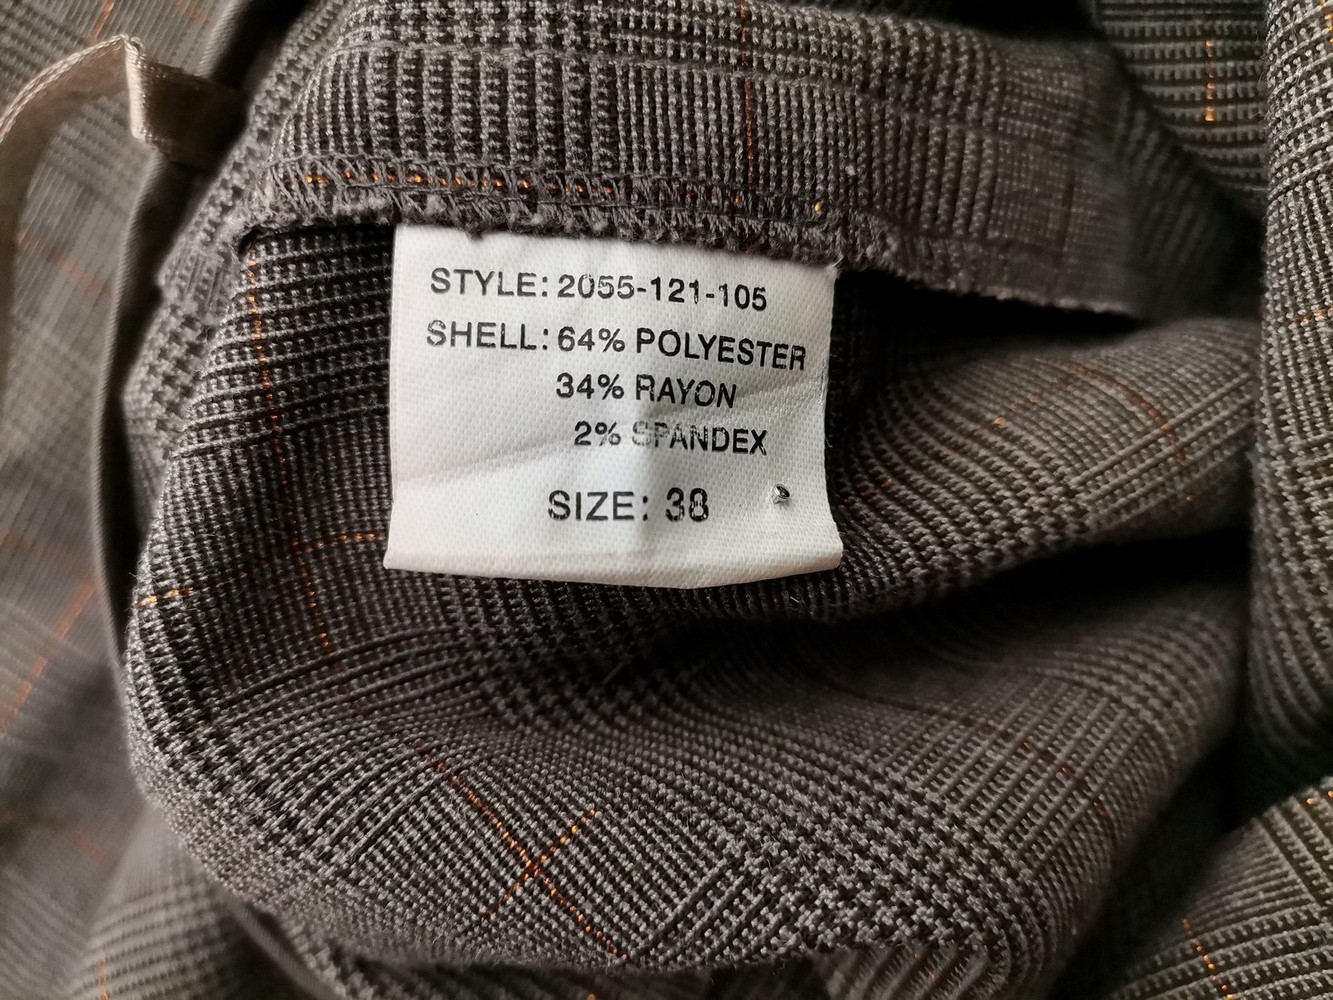 STYLE: 2055-121-105
SHELL: 64% POLYESTER
34% RAYON
2% SPANDEX
SIZE: 38